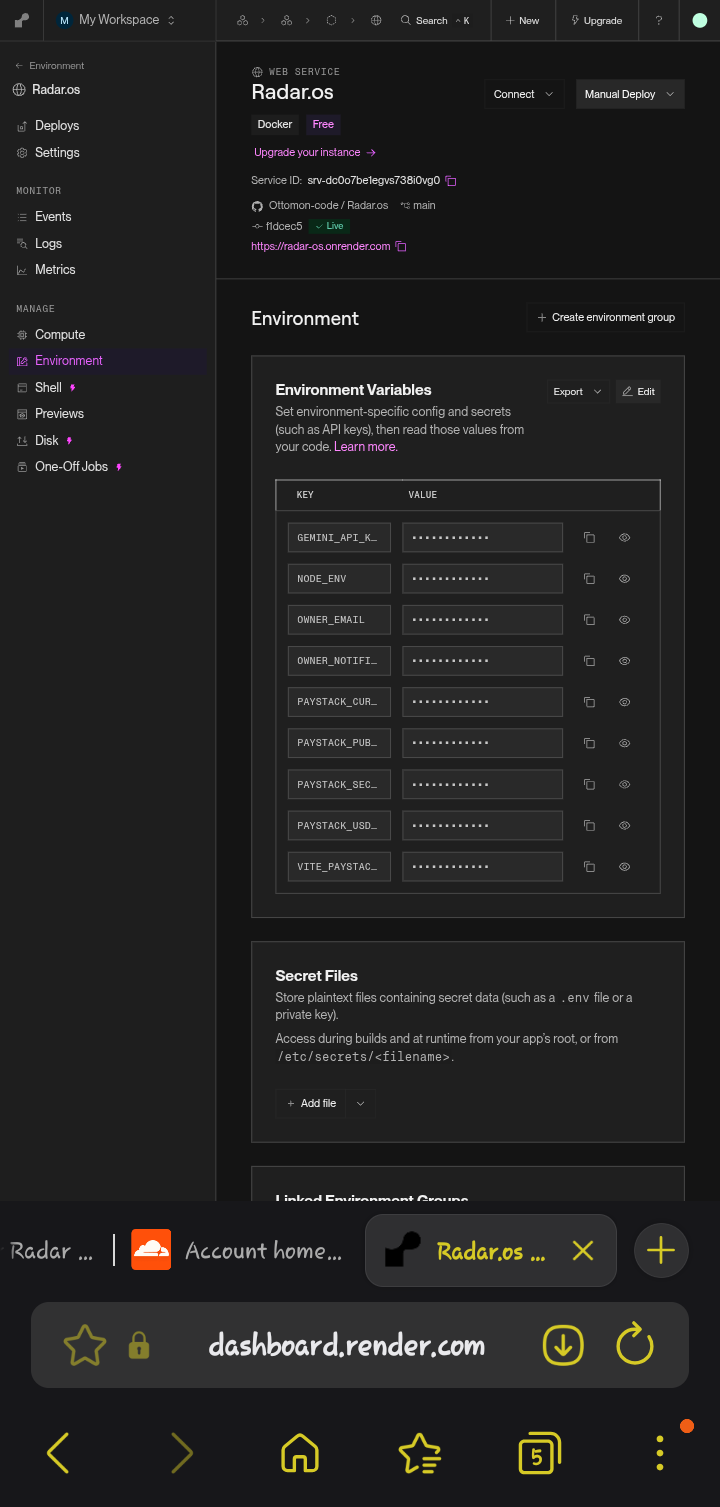 M My Workspace
Search ^ K
New
Upgrade
?
← Environment
Radar.os
Deploys
Settings
MONITOR
Events
Logs
Metrics
MANAGE
Compute
Environment
Shell
Previews
Disk
One-Off Jobs
WEB SERVICE
Radar.os
Connect
Manual Deploy
Docker Free
Upgrade your instance →
Service ID: srv-dc0o7be1egvs738i0vg0
Ottomon-code / Radar.os main
f1dcec5 Live
https://radar-os.onrender.com
Environment
+ Create environment group
Environment Variables
Export
Edit
Set environment-specific config and secrets
(such as API keys), then read those values from
your code. Learn more.
KEY VALUE
GEMINI_API_K… ••••••••••••
NODE_ENV ••••••••••••
OWNER_EMAIL ••••••••••••
OWNER_NOTIFI… ••••••••••••
PAYSTACK_CUR… ••••••••••••
PAYSTACK_PUB… ••••••••••••
PAYSTACK_SEC… ••••••••••••
PAYSTACK_USD… ••••••••••••
VITE_PAYSTAC… ••••••••••••
Secret Files
Store plaintext files containing secret data (such as a .env file or a
private key).
Access during builds and at runtime from your app's root, or from
/etc/secrets/<filename>.
+ Add file
Linked Environment Groups
Radar ...
Account home...
Radar.os ...
dashboard.render.com
5